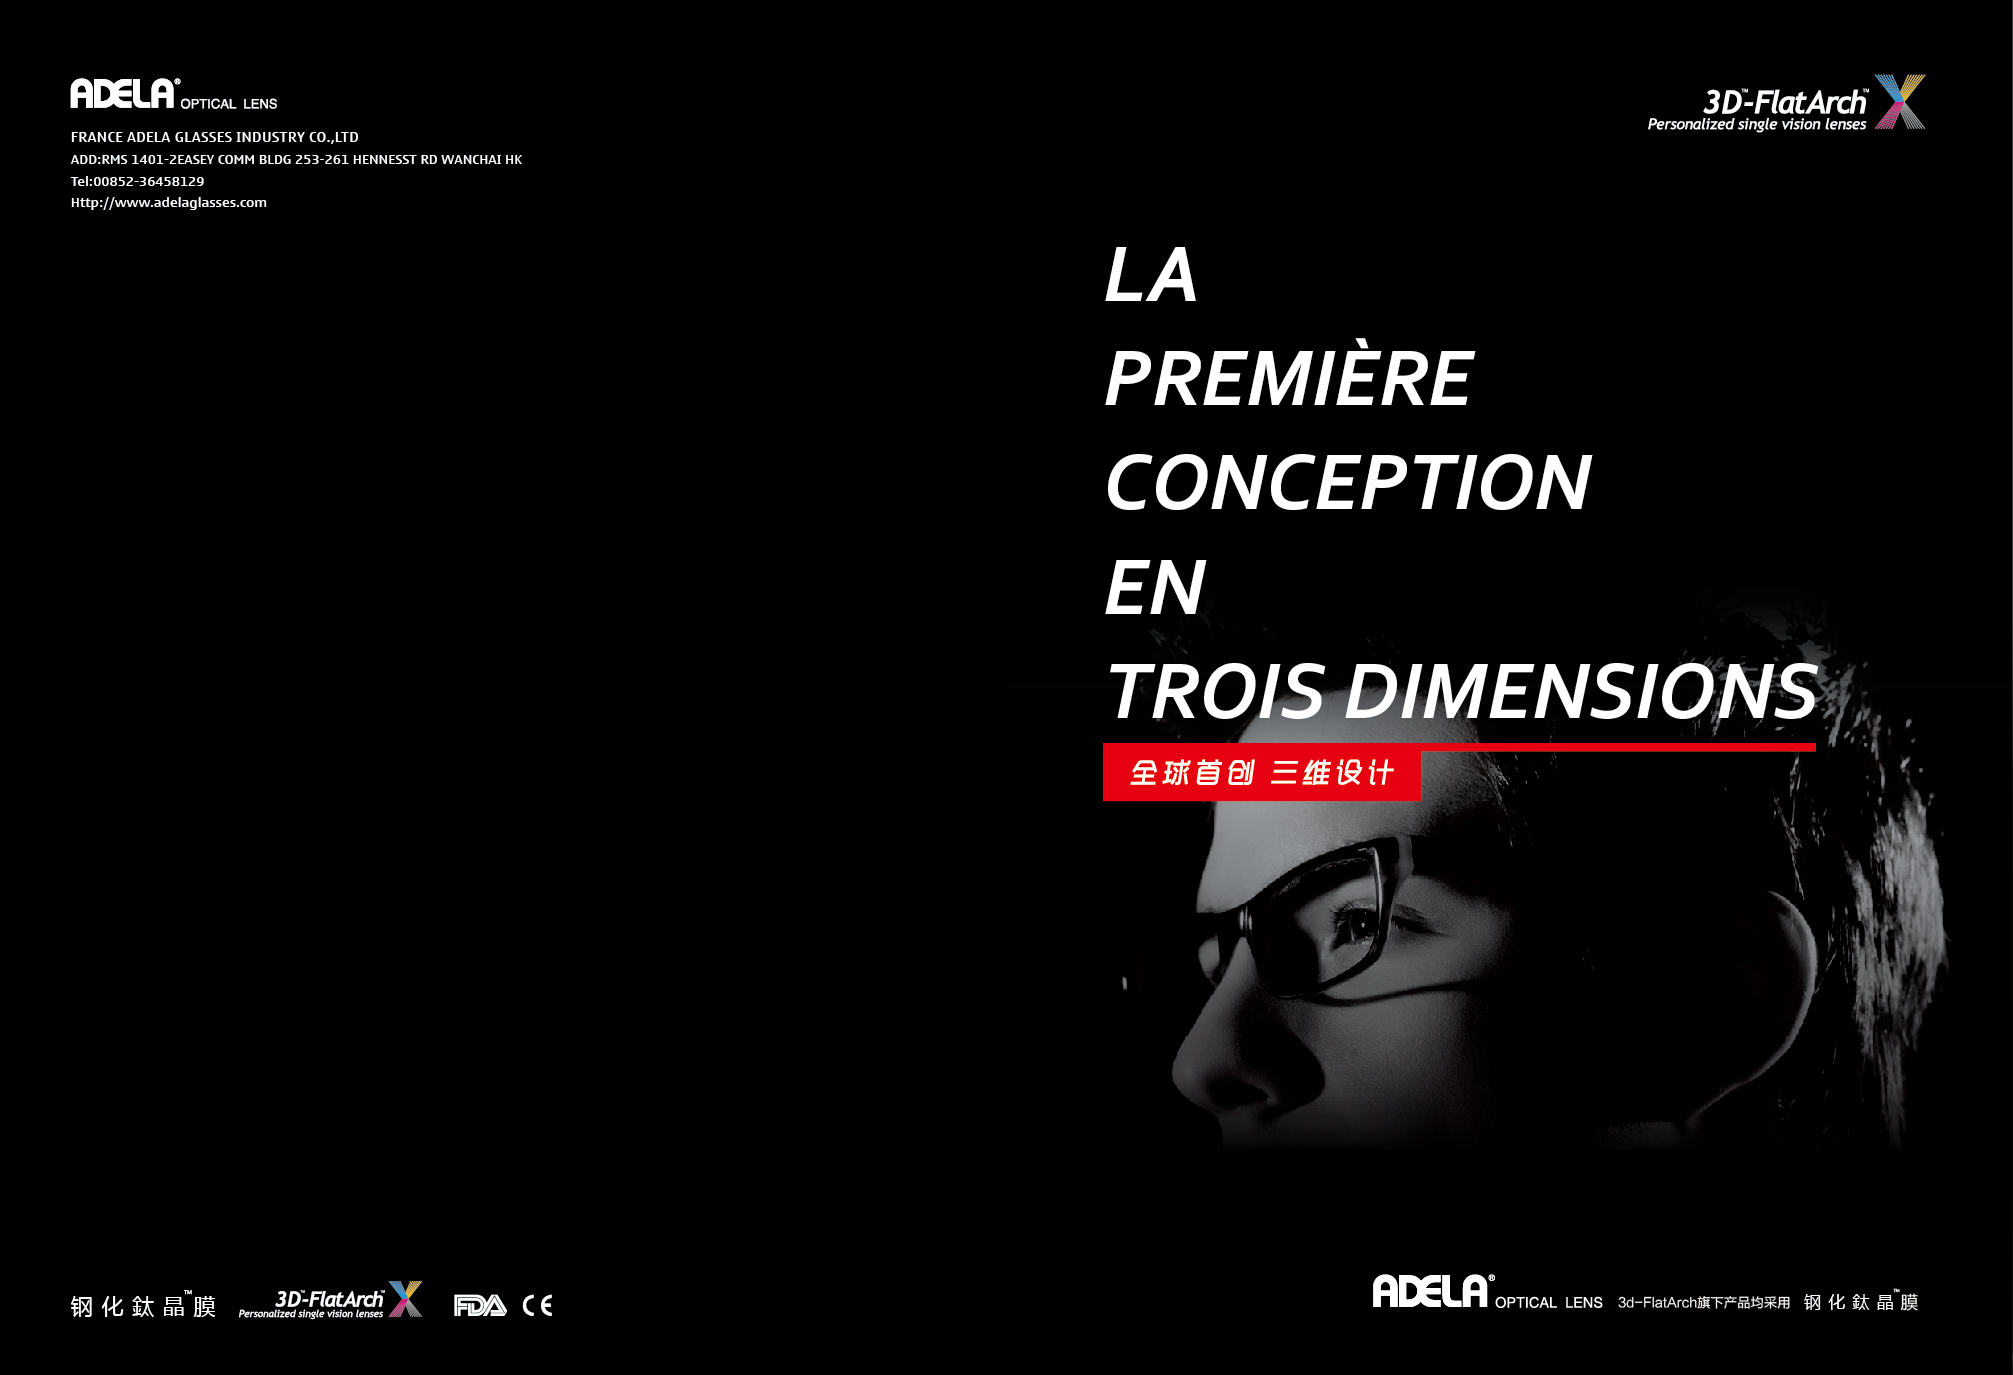 ADELA® OPTICAL LENS
FRANCE ADELA GLASSES INDUSTRY CO.,LTD
ADD:RMS 1401-2EASEY COMM BLDG 253-261 HENNESST RD WANCHAI HK
Tel:00852-36458129
Http://www.adelaglasses.com
钢化鈦晶™膜
3D™-FlatArch™ X
Personalized single vision lenses
FDA CE
3D™-FlatArch™ X
Personalized single vision lenses
LA
PREMIÈRE
CONCEPTION
EN
TROIS DIMENSIONS
全球首创 三维设计
ADELA® OPTICAL LENS 3d-FlatArch旗下产品均采用 钢化鈦晶™膜